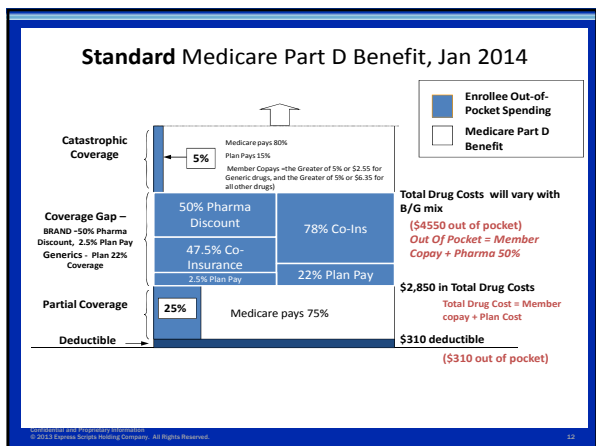 Standard Medicare Part D Benefit, Jan 2014
Enrollee Out-of-
Pocket Spending
Medicare Part D
Benefit
Catastrophic
Coverage
5%
Medicare pays 80%
Plan Pays 15%
Member Copays =the Greater of 5% or $2.55 for
Generic drugs, and the Greater of 5% or $6.35 for
all other drugs)
Coverage Gap –
BRAND -50% Pharma
Discount, 2.5% Plan Pay
Generics - Plan 22%
Coverage
50% Pharma
Discount
47.5% Co-
Insurance
2.5% Plan Pay
78% Co-Ins
22% Plan Pay
Total Drug Costs will vary with
B/G mix
($4550 out of pocket)
Out Of Pocket = Member
Copay + Pharma 50%
$2,850 in Total Drug Costs
Total Drug Cost = Member
copay + Plan Cost
Partial Coverage
25%
Medicare pays 75%
Deductible
$310 deductible
($310 out of pocket)
Confidential and Proprietary Information
© 2013 Express Scripts Holding Company. All Rights Reserved.
12